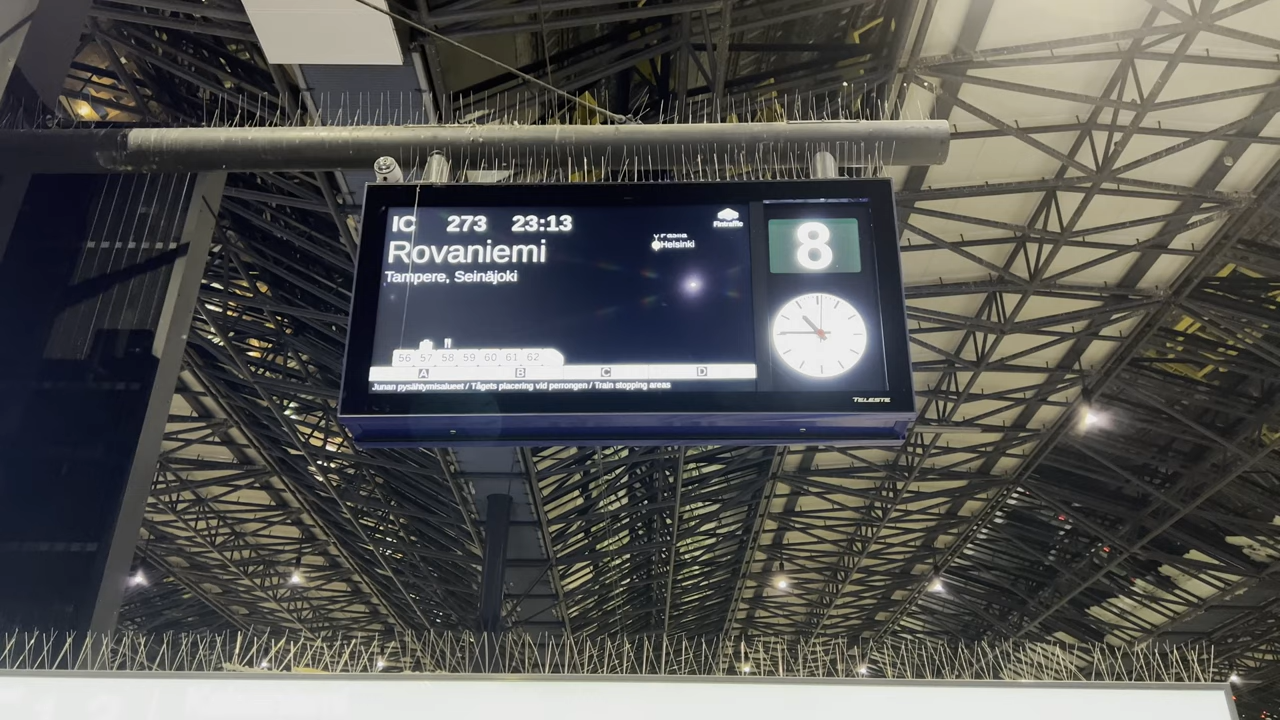 IC 273 23:13
Fintraffic
8
Rovaniemi
Helsinki
Tampere, Seinäjoki
56 57 58 59 60 61 62
A B C D
Junan pysähtymisalueet / Tågets placering vid perrongen / Train stopping areas
TELESTE